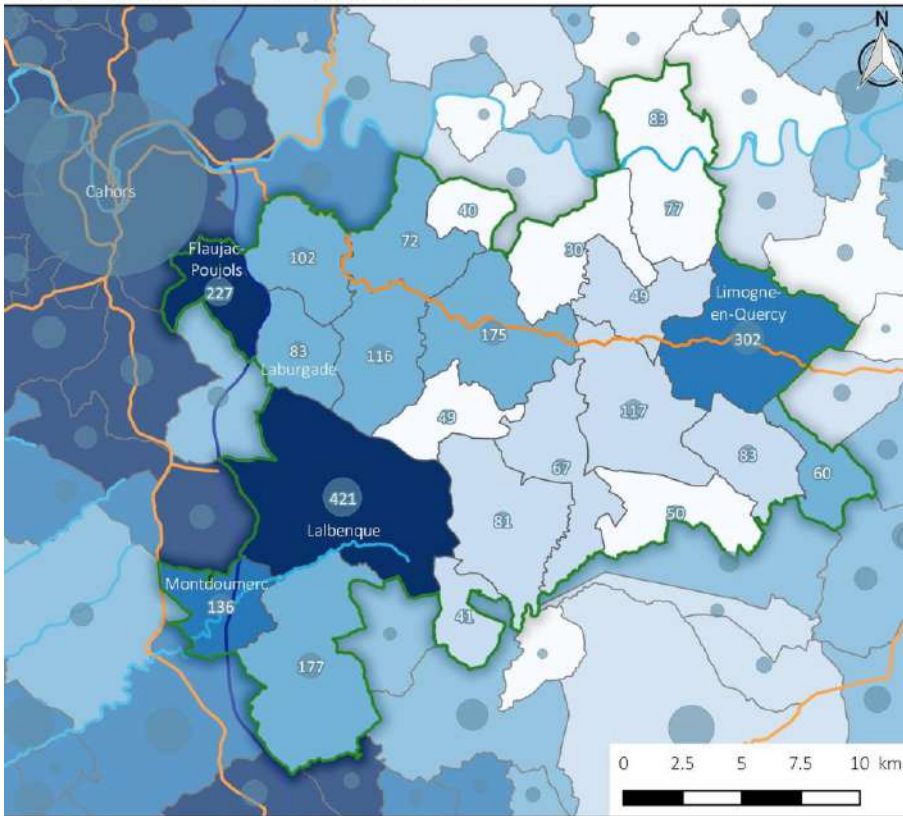 N
83
Cahors
40
77
72
Flaujac-
Poujols
227
102
30
49
Limogne-
en-Quercy
302
175
83
Laburgade
116
49
117
67
83
60
421
Lalbenque
81
50
Montdoumerc
136
41
177
0 2.5 5 7.5 10 km